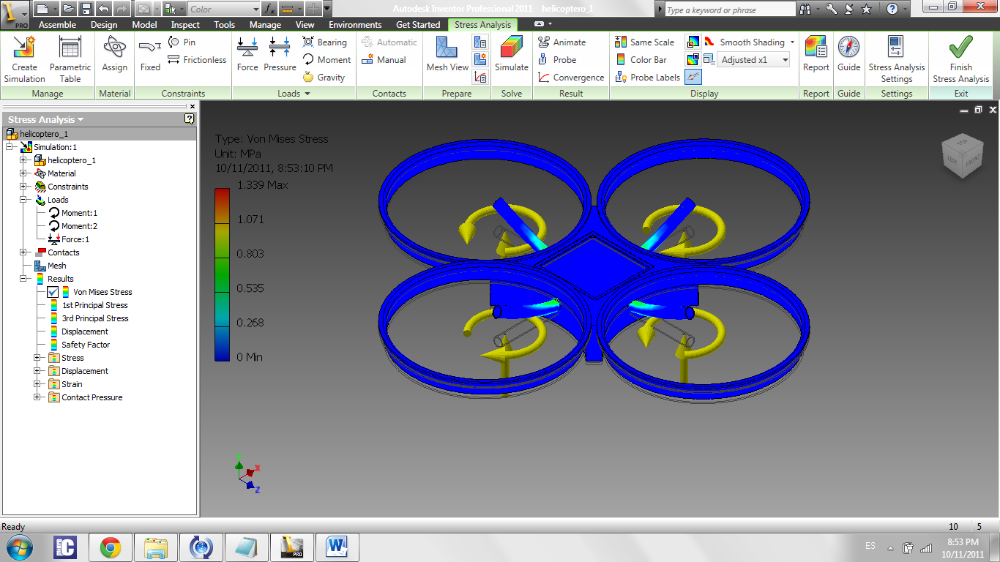 PRO
Color
Autodesk Inventor Professional 2011 helicoptero_1
Type a keyword or phrase
Assemble Design Model Inspect Tools Manage View Environments Get Started Stress Analysis
Create Simulation
Parametric Table
Manage
Assign
Material
Fixed
Pin
Frictionless
Constraints
Force
Pressure
Bearing
Moment
Gravity
Loads
Automatic
Manual
Contacts
Mesh View
Prepare
Simulate
Solve
Animate
Probe
Convergence
Result
Same Scale
Color Bar
Probe Labels
Smooth Shading
Adjusted x1
Display
Report
Report
Guide
Guide
Stress Analysis Settings
Settings
Finish Stress Analysis
Exit
Stress Analysis
helicoptero_1
Simulation:1
helicoptero_1
Material
Constraints
Loads
Moment:1
Moment:2
Force:1
Contacts
Mesh
Results
Von Mises Stress
1st Principal Stress
3rd Principal Stress
Displacement
Safety Factor
Stress
Displacement
Strain
Contact Pressure
Type: Von Mises Stress
Unit: MPa
10/11/2011, 8:53:10 PM
1.339 Max
1.071
0.803
0.535
0.268
0 Min
TOP
LEFT
FRONT
Y
X
Z
Ready
10 5
PRO
ES
8:53 PM
10/11/2011